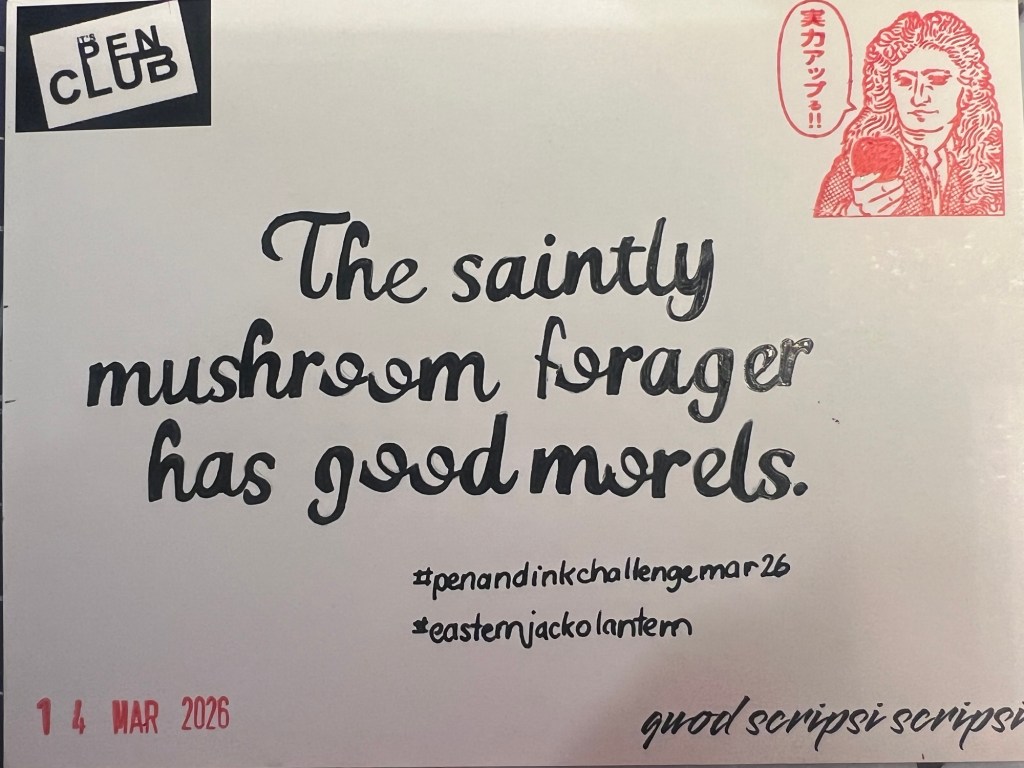 IT'S
PEN
CLUB
実力アップる!!
The saintly
mushroom forager
has good morels.
#penandinkchallengemar26
#easternjackolantern
14 MAR 2026
quod scripsi scripsi